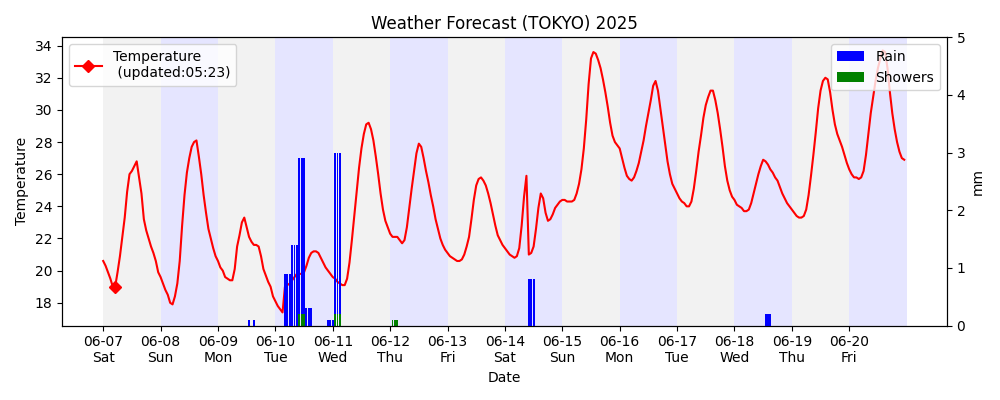 Weather Forecast (TOKYO) 2025
Temperature
(updated:05:23)
Rain
Showers
34
32
30
28
26
24
22
20
18
Temperature
5
4
3
2
1
0
mm
06-07 06-08 06-09 06-10 06-11 06-12 06-13 06-14 06-15 06-16 06-17 06-18 06-19 06-20
Sat Sun Mon Tue Wed Thu Fri Sat Sun Mon Tue Wed Thu Fri
Date